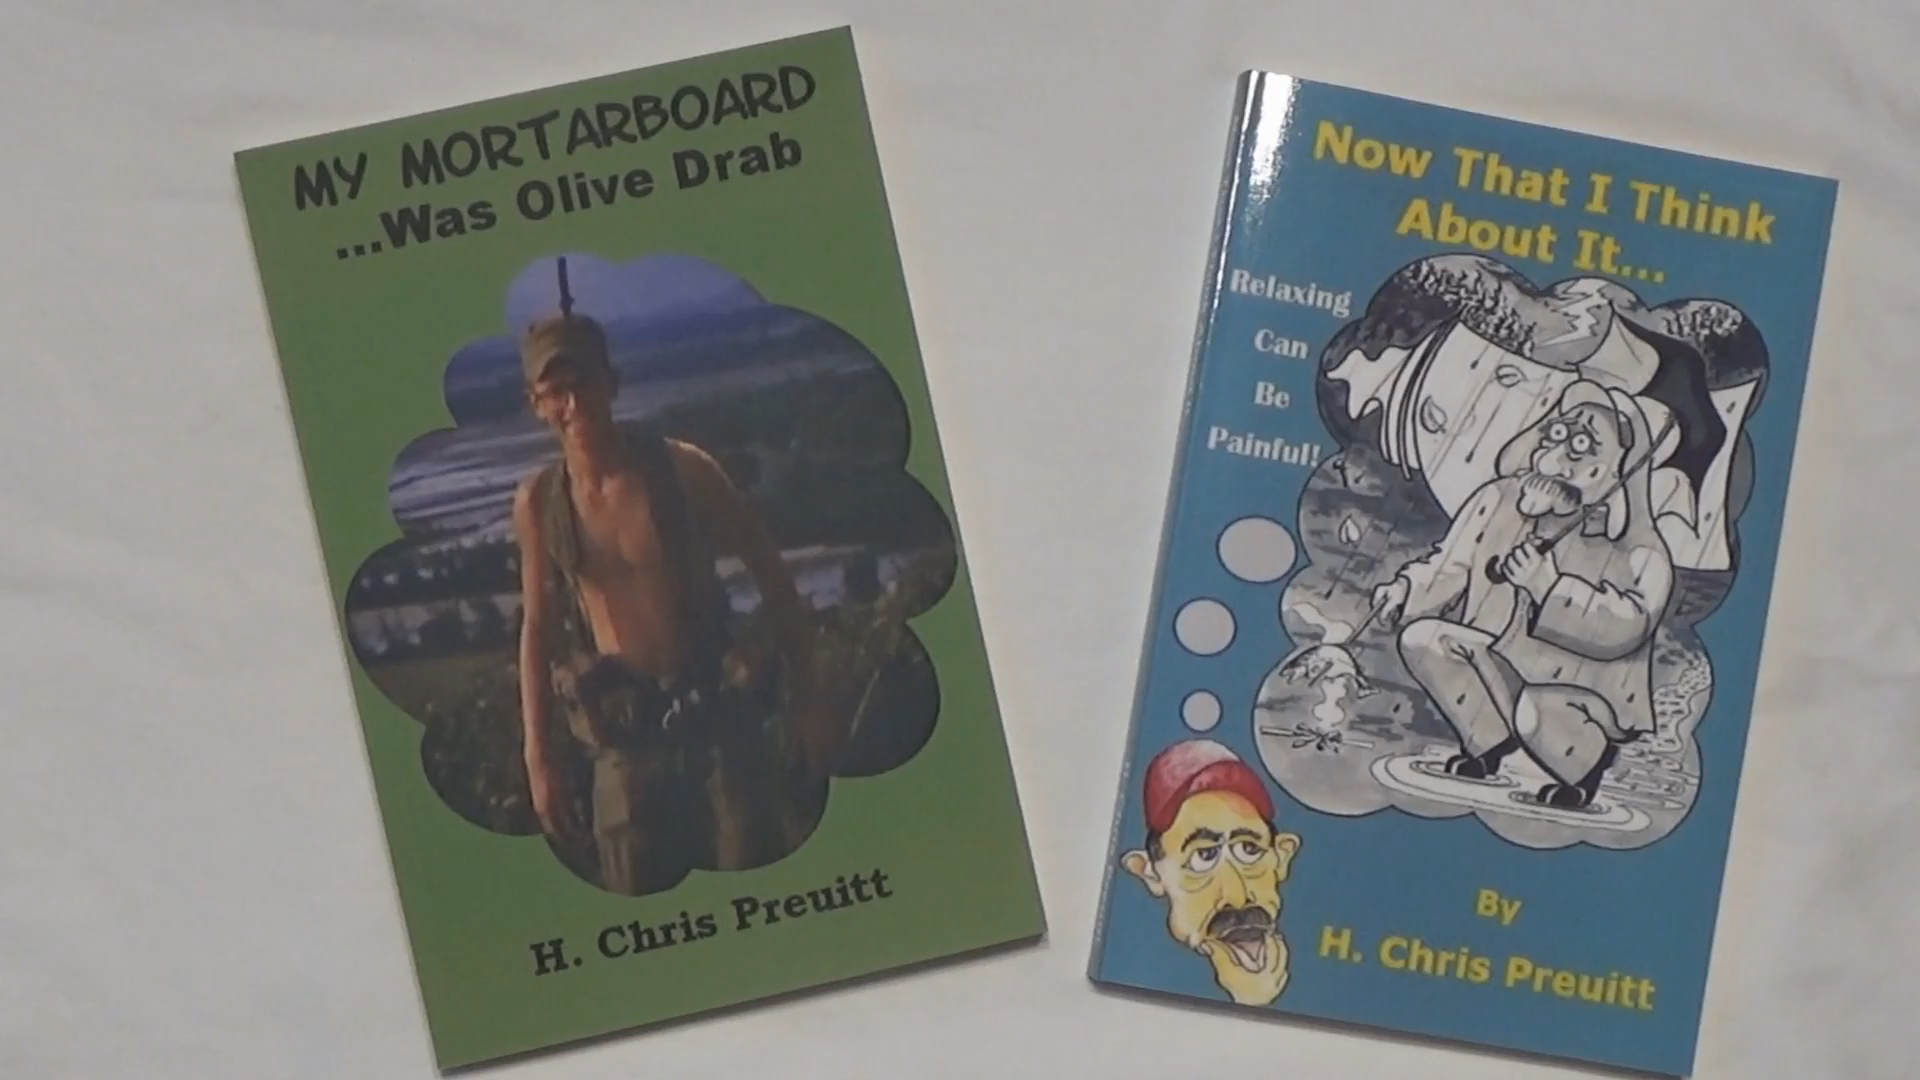 MY MORTARBOARD
...Was Olive Drab
H. Chris Preuitt
Now That I Think
About It...
Relaxing
Can
Be
Painful!
By
H. Chris Preuitt